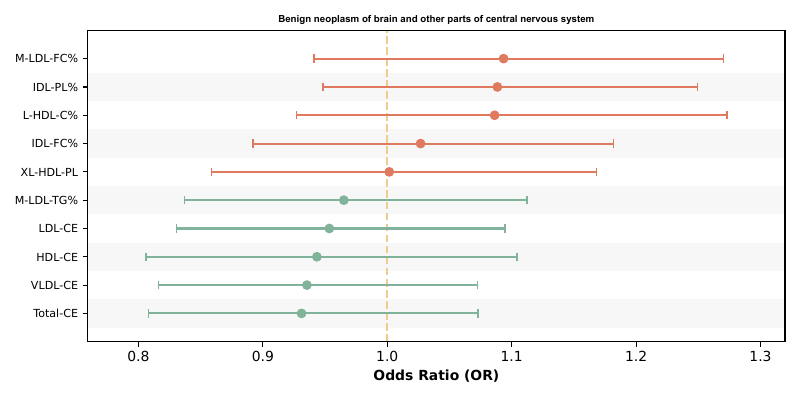 Benign neoplasm of brain and other parts of central nervous system
M-LDL-FC%
IDL-PL%
L-HDL-C%
IDL-FC%
XL-HDL-PL
M-LDL-TG%
LDL-CE
HDL-CE
VLDL-CE
Total-CE
0.8 0.9 1.0 1.1 1.2 1.3
Odds Ratio (OR)